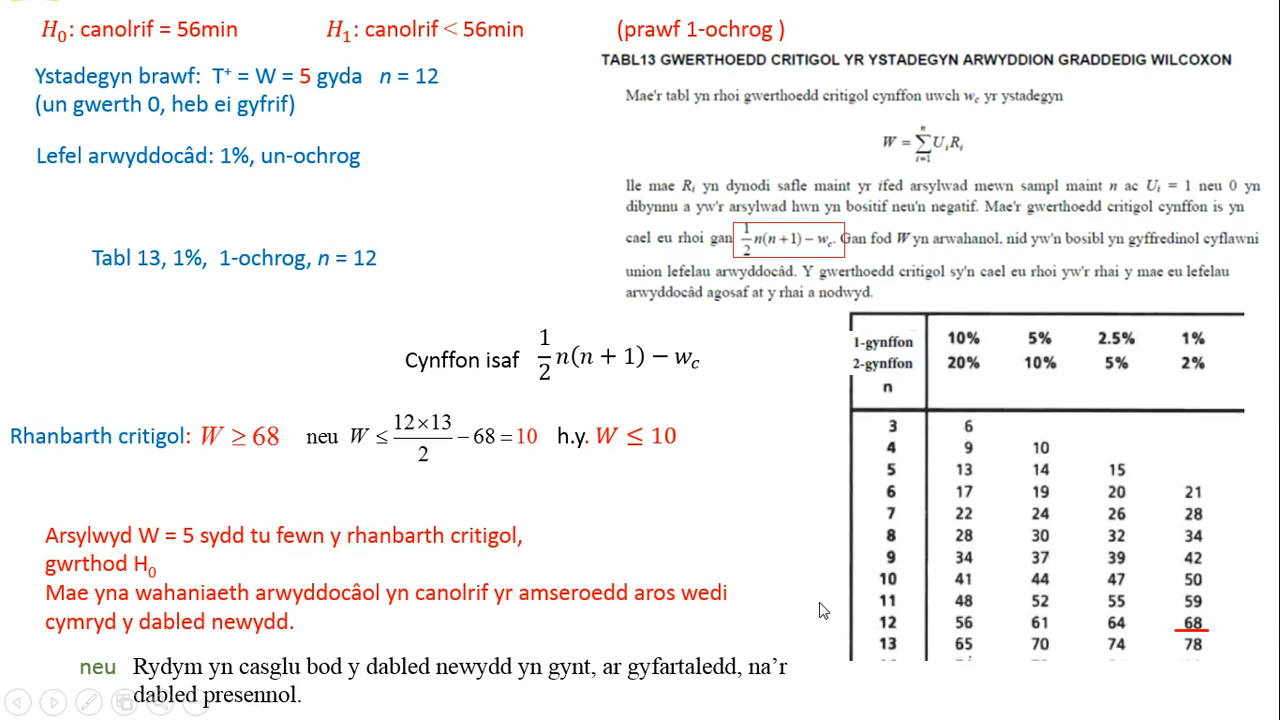 H₀: canolrif = 56min H₁: canolrif < 56min (prawf 1-ochrog )
Ystadegyn brawf: T⁺ = W = 5 gyda n = 12
(un gwerth 0, heb ei gyfrif)
Lefel arwyddocâd: 1%, un-ochrog
Tabl 13, 1%, 1-ochrog, n = 12
TABL13 GWERTHOEDD CRITIGOL YR YSTADEGYN ARWYDDION GRADDEDIG WILCOXON
Mae'r tabl yn rhoi gwerthoedd critigol cynffon uwch w_c yr ystadegyn
W = ∑_{i=1}^{n} U_i R_i
lle mae R_i yn dynodi safle maint yr ifed arsylwad mewn sampl maint n ac U_i = 1 neu 0 yn
dibynnu a yw'r arsylwad hwn yn bositif neu'n negatif. Mae'r gwerthoedd critigol cynffon is yn
cael eu rhoi gan 1/2 n(n+1) − w_c. Gan fod W yn arwahanol, nid yw'n bosibl yn gyffredinol cyflawni
union lefelau arwyddocâd. Y gwerthoedd critigol sy'n cael eu rhoi yw'r rhai y mae eu lefelau
arwyddocâd agosaf at y rhai a nodwyd.
Cynffon isaf 1/2 n(n + 1) − w_c
Rhanbarth critigol: W ≥ 68 neu W ≤ 12×13/2 − 68 = 10 h.y. W ≤ 10
Arsylwyd W = 5 sydd tu fewn y rhanbarth critigol,
gwrthod H₀
Mae yna wahaniaeth arwyddocâol yn canolrif yr amseroedd aros wedi
cymryd y dabled newydd.
neu Rydym yn casglu bod y dabled newydd yn gynt, ar gyfartaledd, na'r
dabled presennol.
1-gynffon 10% 5% 2.5% 1%
2-gynffon 20% 10% 5% 2%
n
3 6
4 9 10
5 13 14 15
6 17 19 20 21
7 22 24 26 28
8 28 30 32 34
9 34 37 39 42
10 41 44 47 50
11 48 52 55 59
12 56 61 64 68
13 65 70 74 78